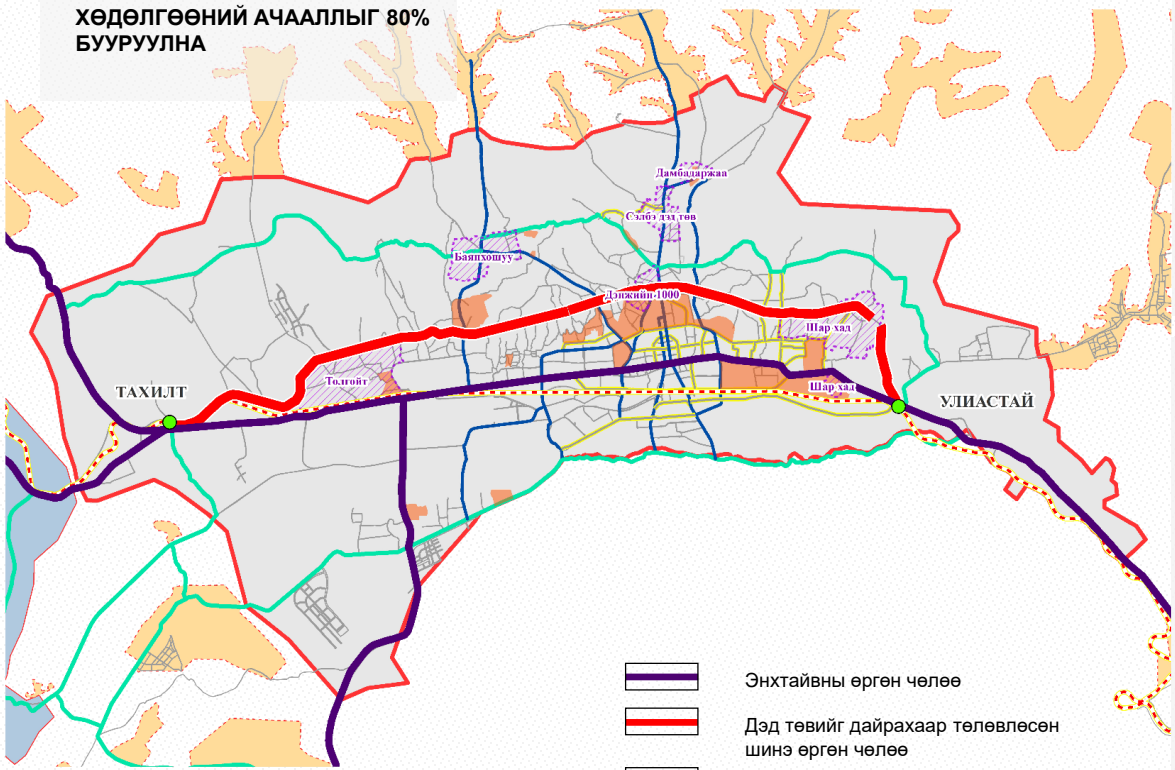 ХӨДӨЛГӨӨНИЙ АЧААЛЛЫГ 80%
БУУРУУЛНА
Дамбадаржаа
Сэлбэ дэд төв
Баянхошуу
Дэнжийн 1000
Шар хад
Толгойт
Шар хад
ТАХИЛТ
УЛИАСТАЙ
Энхтайвны өргөн чөлөө
Дэд төвийг дайрахаар төлөвлөсөн
шинэ өргөн чөлөө